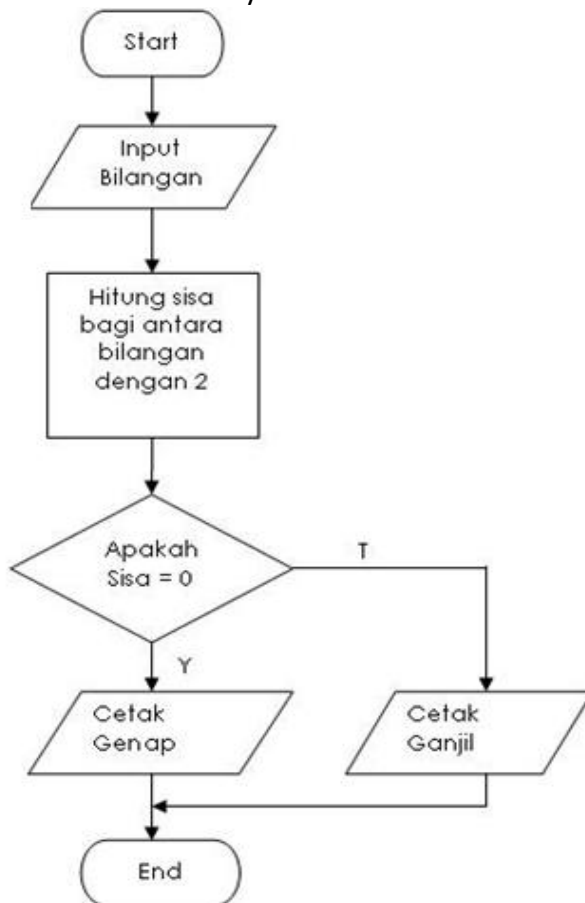 Start
Input
Bilangan
Hitung sisa
bagi antara
bilangan
dengan 2
Apakah
Sisa = 0
T
Y
Cetak
Genap
Cetak
Ganjil
End